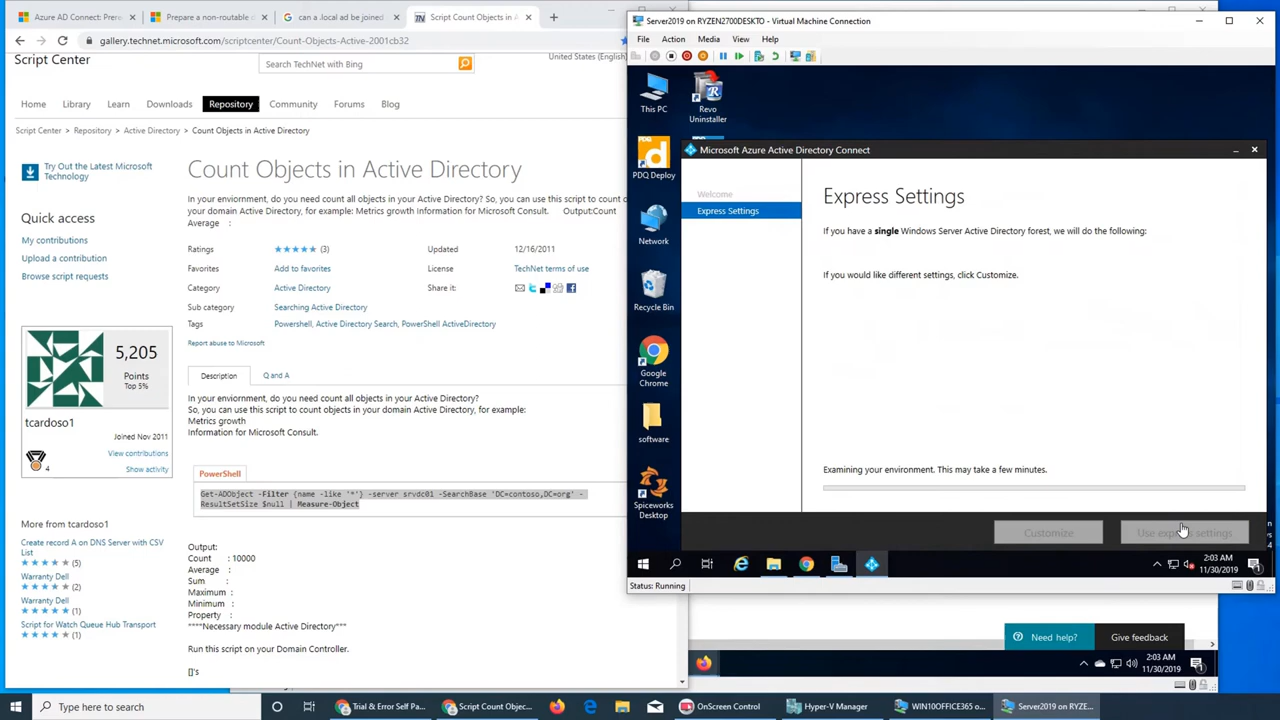 Azure AD Connect: Prere
Prepare a non-routable d
can a .local ad be joined
Script Count Objects in A
gallery.technet.microsoft.com/scriptcenter/Count-Objects-Active-2001cb32
Script Center
Search TechNet with Bing
United States (English)
Home
Library
Learn
Downloads
Repository
Community
Forums
Blog
Script Center > Repository > Active Directory > Count Objects in Active Directory
Try Out the Latest Microsoft
Technology
Quick access
My contributions
Upload a contribution
Browse script requests
5,205
Points
Top 5%
tcardoso1
Joined Nov 2011
4
View contributions
Show activity
More from tcardoso1
Create record A on DNS Server with CSV
List
(5)
Warranty Dell
(2)
Warranty Dell
(1)
Script for Watch Queue Hub Transport
(1)
Count Objects in Active Directory
In your enviornment, do you need count all objects in your Active Directory? So, you can use this script to count o
your domain Active Directory, for example: Metrics growth Information for Microsoft Consult. Output:Count
Average :
Ratings
(3)
Updated
12/16/2011
Favorites
Add to favorites
License
TechNet terms of use
Category
Active Directory
Share it:
Sub category
Searching Active Directory
Tags
Powershell, Active Directory Search, PowerShell ActiveDirectory
Report abuse to Microsoft
Description
Q and A
In your enviornment, do you need count all objects in your Active Directory?
So, you can use this script to count objects in your domain Active Directory, for example:
Metrics growth
Information for Microsoft Consult.
PowerShell
Get-ADObject -Filter {name -like '*'} -server srvdc01 -SearchBase 'DC=contoso,DC=org' -
ResultSetSize $null | Measure-Object
Output:
Count : 10000
Average :
Sum :
Maximum :
Minimum :
Property :
****Necessary module Active Directory***
Run this script on your Domain Controller.
[]'s
Server2019 on RYZEN2700DESKTO - Virtual Machine Connection
File
Action
Media
View
Help
This PC
Revo
Uninstaller
PDQ Deploy
Network
Recycle Bin
Google
Chrome
software
Spiceworks
Desktop
Microsoft Azure Active Directory Connect
Welcome
Express Settings
Express Settings
If you have a single Windows Server Active Directory forest, we will do the following:
If you would like different settings, click Customize.
Examining your environment. This may take a few minutes.
Customize
Use express settings
2:03 AM
11/30/2019
Status: Running
Need help?
Give feedback
2:03 AM
11/30/2019
Type here to search
Trial & Error Self Pa...
Script Count Objec...
OnScreen Control
Hyper-V Manager
WIN10OFFICE365 o...
Server2019 on RYZE...